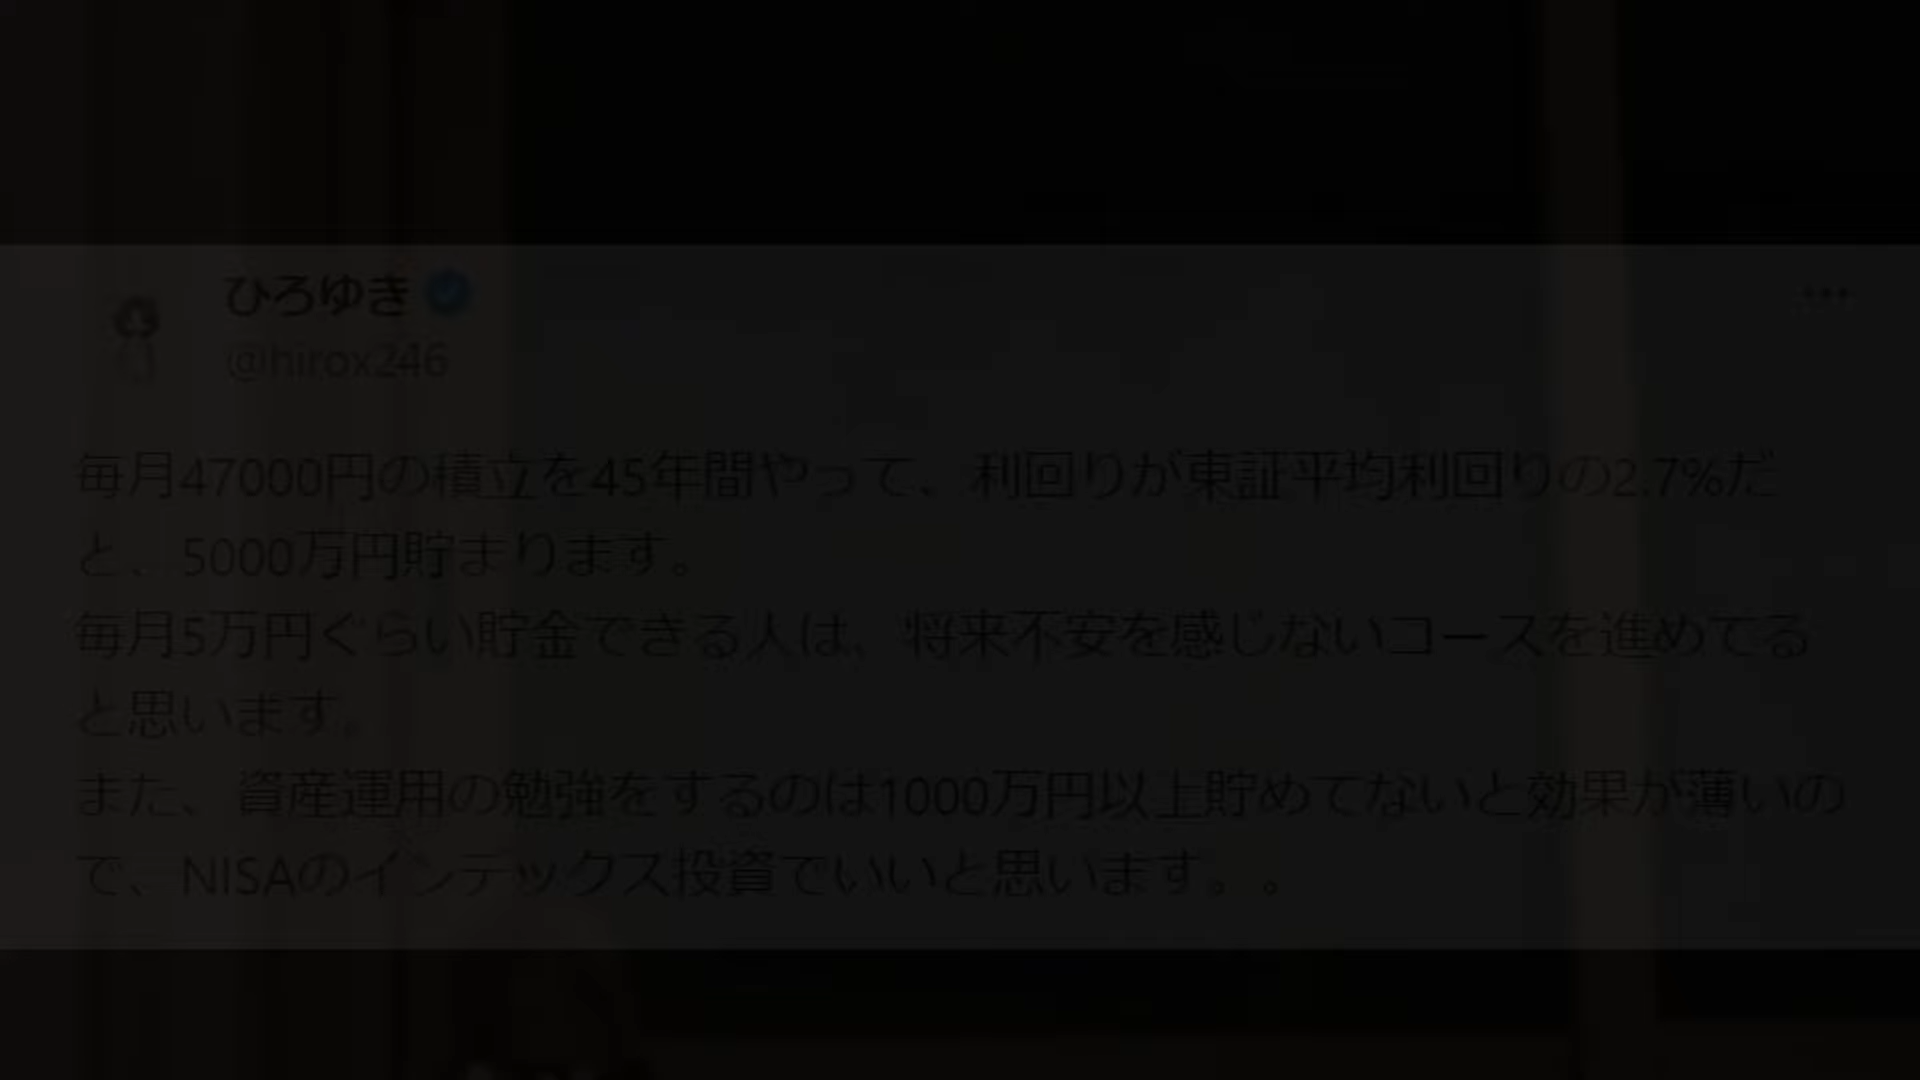 ひろゆき
@hirox246
毎月47000円の積立を45年間やって、利回りが東証平均利回りの2.7%だ
と、5000万円貯まります。
毎月5万円ぐらい貯金できる人は、将来不安を感じないコースを進めてる
と思います。
また、資産運用の勉強をするのは1000万円以上貯めてないと効果が薄いの
で、NISAのインデックス投資でいいと思います。。